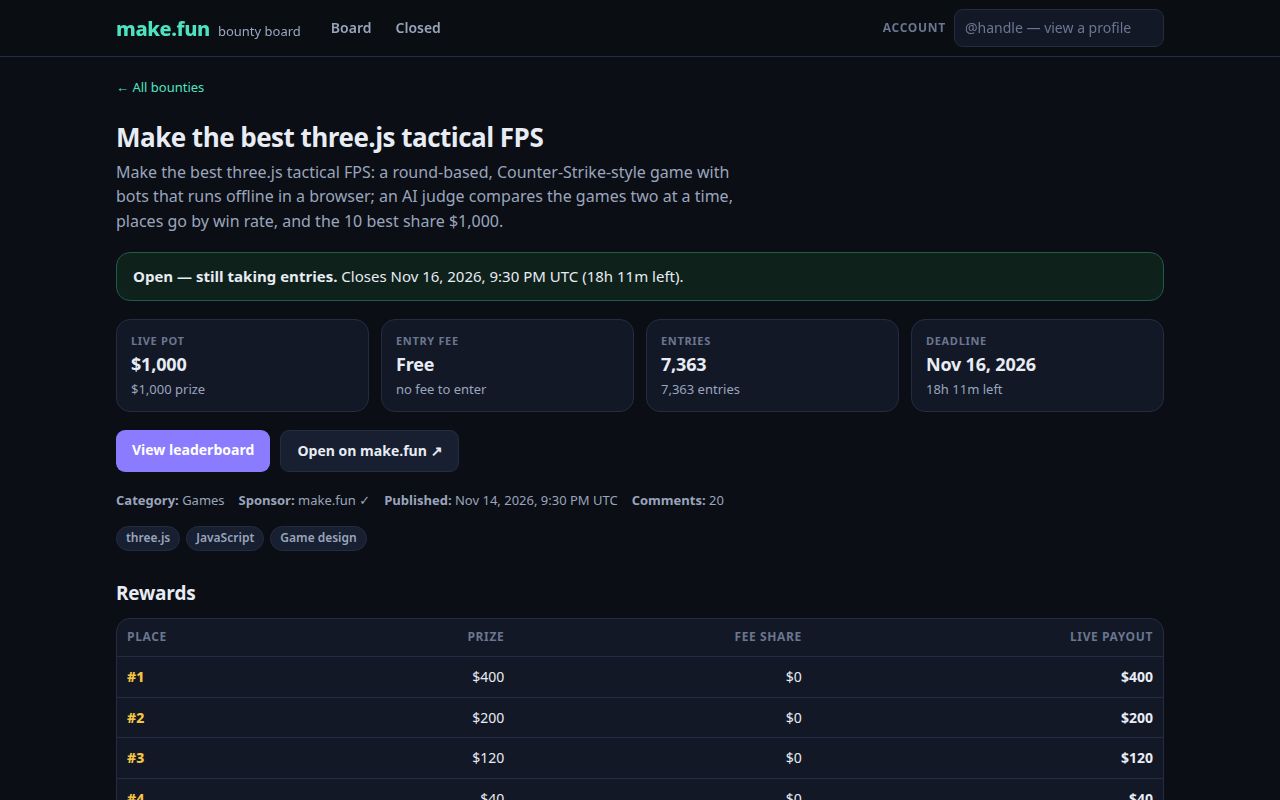 make.fun bounty board Board Closed ACCOUNT @handle — view a profile
← All bounties
Make the best three.js tactical FPS
Make the best three.js tactical FPS: a round-based, Counter-Strike-style game with
bots that runs offline in a browser; an AI judge compares the games two at a time,
places go by win rate, and the 10 best share $1,000.
Open — still taking entries. Closes Nov 16, 2026, 9:30 PM UTC (18h 11m left).
LIVE POT ENTRY FEE ENTRIES DEADLINE
$1,000 Free 7,363 Nov 16, 2026
$1,000 prize no fee to enter 7,363 entries 18h 11m left
View leaderboard Open on make.fun ↗
Category: Games Sponsor: make.fun ✓ Published: Nov 14, 2026, 9:30 PM UTC Comments: 20
three.js JavaScript Game design
Rewards
PLACE PRIZE FEE SHARE LIVE PAYOUT
#1 $400 $0 $400
#2 $200 $0 $200
#3 $120 $0 $120
#4 $40 $0 $40